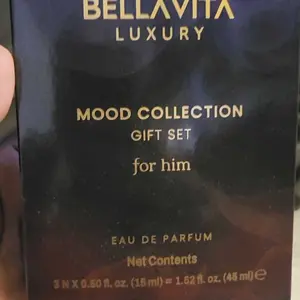 BELLAVITA
LUXURY
MOOD COLLECTION
GIFT SET
for him
EAU DE PARFUM
Net Contents
3 N X 0.50 fl. oz. (15 ml) = 1.52 fl. oz. (45 ml) ℮